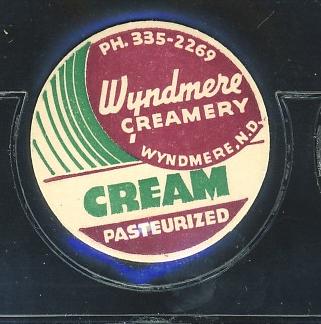 PH. 335-2269
Wyndmere
CREAMERY
WYNDMERE, N.D.
CREAM
PASTEURIZED